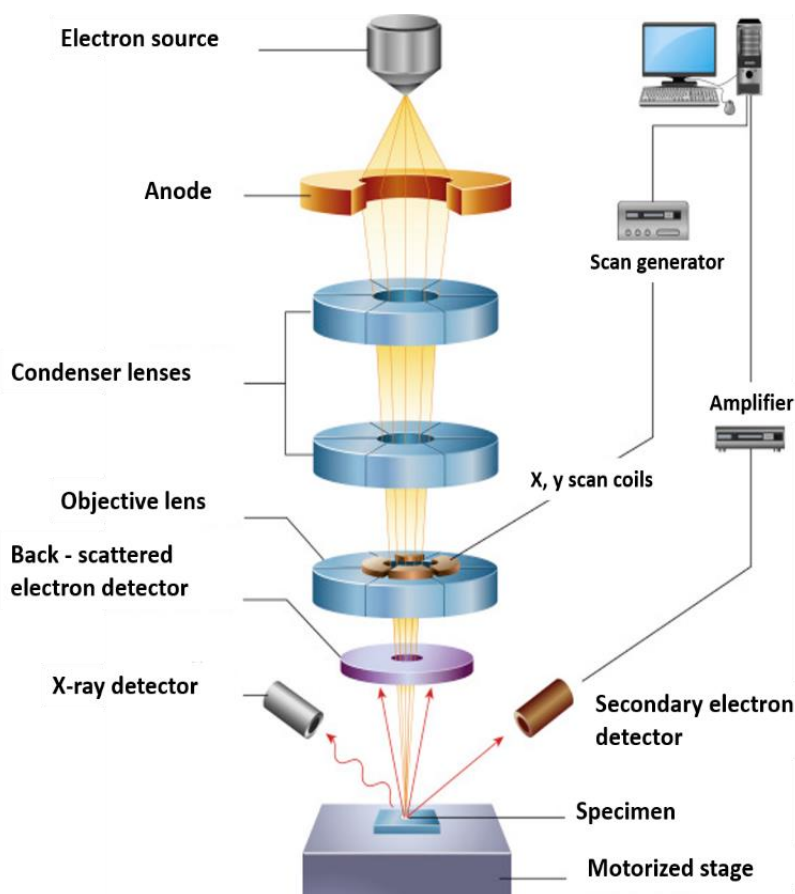 Electron source
Anode
Scan generator
Condenser lenses
Amplifier
X, y scan coils
Objective lens
Back - scattered
electron detector
X-ray detector
Secondary electron
detector
Specimen
Motorized stage